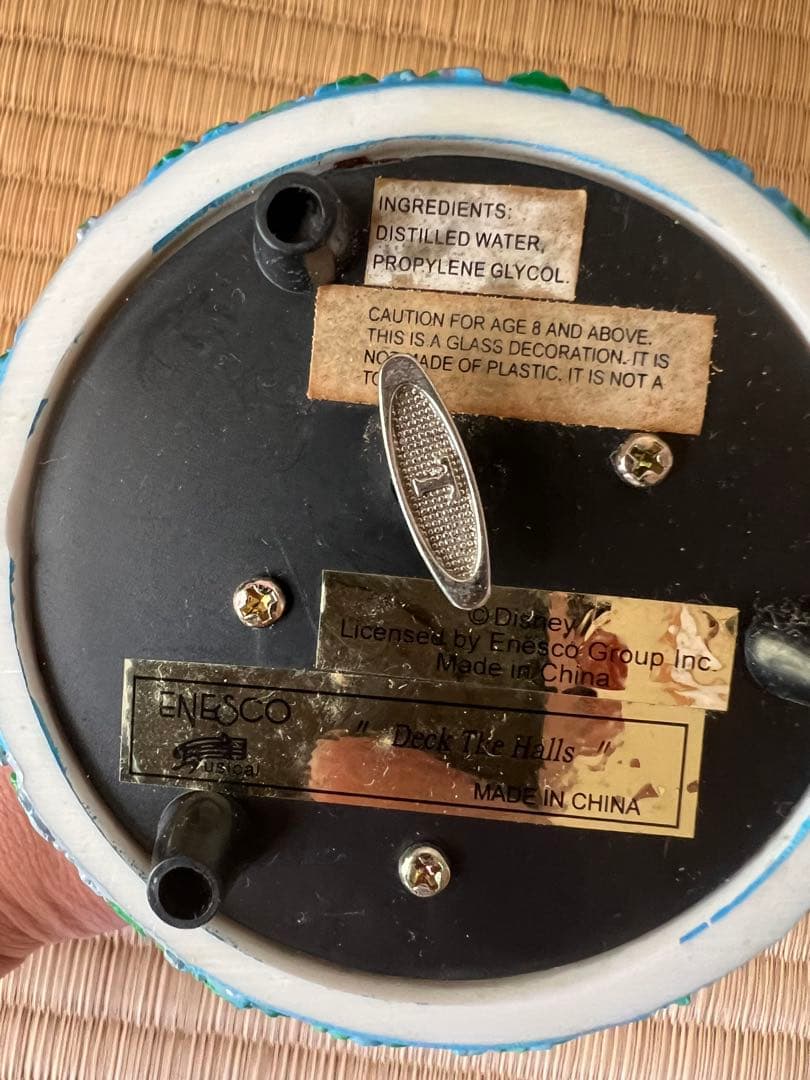 INGREDIENTS:
DISTILLED WATER,
PROPYLENE GLYCOL.
CAUTION FOR AGE 8 AND ABOVE.
THIS IS A GLASS DECORATION. IT IS
NOT MADE OF PLASTIC. IT IS NOT A
© Disney
Licensed by Enesco Group Inc.
Made in China
ENESCO
Musical
" Deck The Halls "
MADE IN CHINA